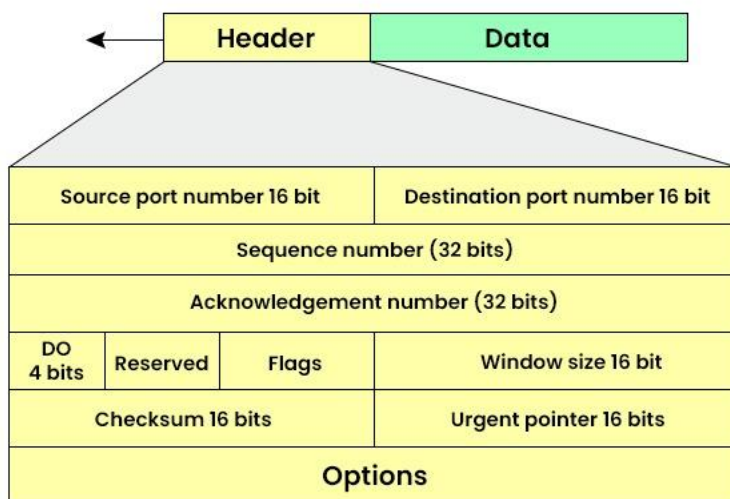 Header
Data
Source port number 16 bit
Destination port number 16 bit
Sequence number (32 bits)
Acknowledgement number (32 bits)
DO
4 bits
Reserved
Flags
Window size 16 bit
Checksum 16 bits
Urgent pointer 16 bits
Options